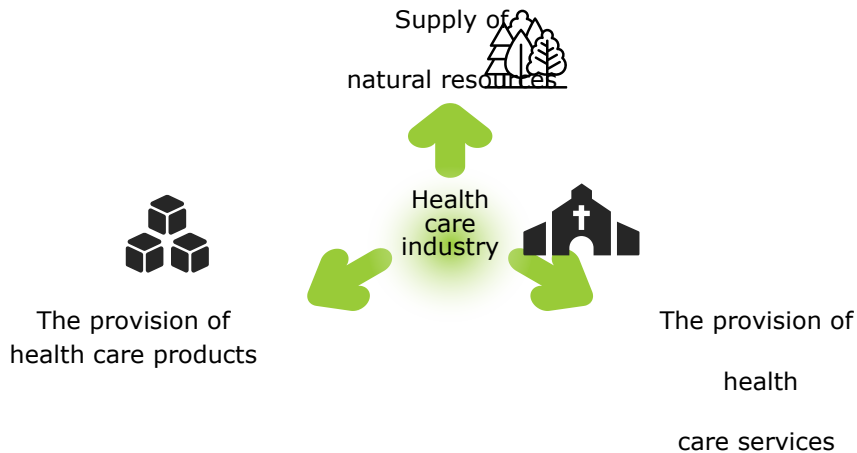 Supply of
natural resources
Health
care
industry
The provision of
health care products
The provision of
health
care services